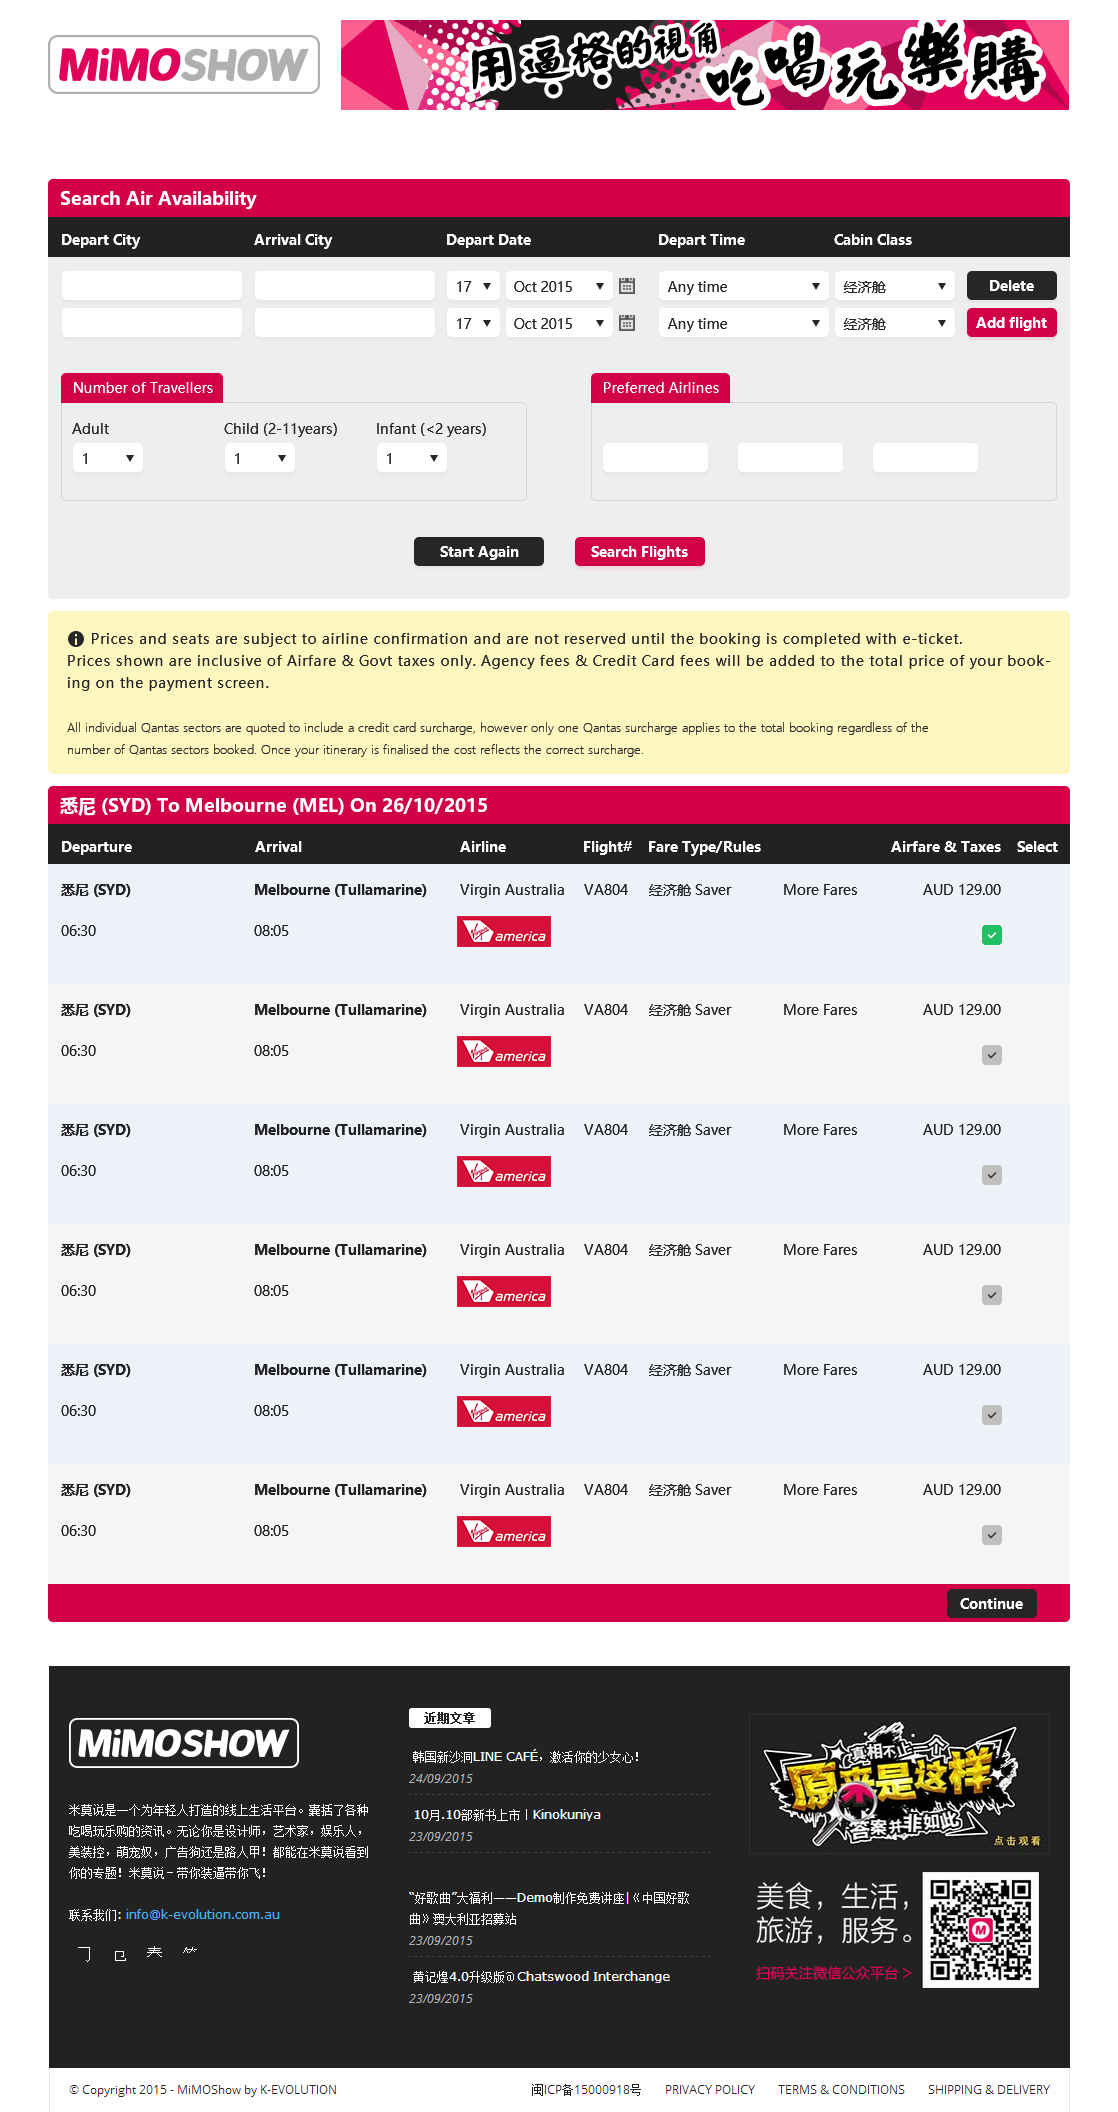 MiMOSHOW
用逼格的視角 吃喝玩樂購
Search Air Availability
Depart City Arrival City Depart Date Depart Time Cabin Class
17 Oct 2015 Any time 经济舱 Delete
17 Oct 2015 Any time 经济舱 Add flight
Number of Travellers Preferred Airlines
Adult Child (2-11years) Infant (<2 years)
1 1 1
Start Again Search Flights
Prices and seats are subject to airline confirmation and are not reserved until the booking is completed with e-ticket.
Prices shown are inclusive of Airfare & Govt taxes only. Agency fees & Credit Card fees will be added to the total price of your book-
ing on the payment screen.
All individual Qantas sectors are quoted to include a credit card surcharge, however only one Qantas surcharge applies to the total booking regardless of the
number of Qantas sectors booked. Once your itinerary is finalised the cost reflects the correct surcharge.
悉尼 (SYD) To Melbourne (MEL) On 26/10/2015
Departure Arrival Airline Flight# Fare Type/Rules Airfare & Taxes Select
悉尼 (SYD) Melbourne (Tullamarine) Virgin Australia VA804 经济舱 Saver More Fares AUD 129.00
06:30 08:05 Virgin america
悉尼 (SYD) Melbourne (Tullamarine) Virgin Australia VA804 经济舱 Saver More Fares AUD 129.00
06:30 08:05 Virgin america
悉尼 (SYD) Melbourne (Tullamarine) Virgin Australia VA804 经济舱 Saver More Fares AUD 129.00
06:30 08:05 Virgin america
悉尼 (SYD) Melbourne (Tullamarine) Virgin Australia VA804 经济舱 Saver More Fares AUD 129.00
06:30 08:05 Virgin america
悉尼 (SYD) Melbourne (Tullamarine) Virgin Australia VA804 经济舱 Saver More Fares AUD 129.00
06:30 08:05 Virgin america
悉尼 (SYD) Melbourne (Tullamarine) Virgin Australia VA804 经济舱 Saver More Fares AUD 129.00
06:30 08:05 Virgin america
Continue
MiMOSHOW
米莫说是一个为年轻人打造的线上生活平台。囊括了各种
吃喝玩乐购的资讯。无论你是设计师，艺术家，娱乐人，
美装控，萌宠奴，广告狗还是路人甲！都能在米莫说看到
你的专题！米莫说－带你装逼带你飞！
联系我们: info@k-evolution.com.au
近期文章
韩国新沙洞LINE CAFÉ，激活你的少女心！
24/09/2015
10月.10部新书上市 | Kinokuniya
23/09/2015
“好歌曲”大福利——Demo制作免费讲座|《中国好歌
曲》澳大利亚招募站
23/09/2015
黄记煌4.0升级版@Chatswood Interchange
23/09/2015
真相不止一个
原来是这样
答案共非如此
点击观看
美食，生活，
旅游，服务。
扫码关注微信公众平台 >
© Copyright 2015 - MiMOShow by K-EVOLUTION 闽ICP备15000918号 PRIVACY POLICY TERMS & CONDITIONS SHIPPING & DELIVERY